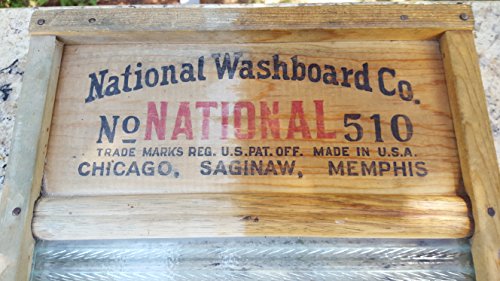 National Washboard Co.
No NATIONAL 510
TRADE MARKS REG. U.S. PAT. OFF. MADE IN U.S.A.
CHICAGO, SAGINAW, MEMPHIS